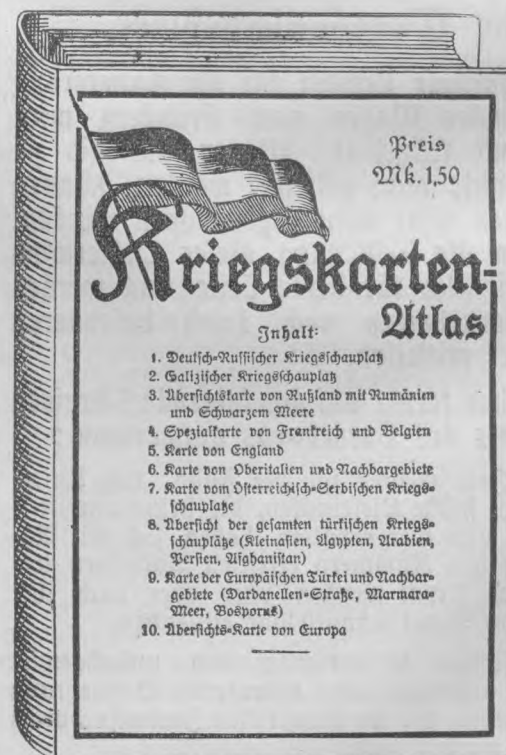 Preis
Mk. 1,50
Kriegskarten-
Atlas
Inhalt:
1. Deutsch-Russischer Kriegsschauplatz
2. Galizischer Kriegsschauplatz
3. Übersichtskarte von Rußland mit Rumänien
und Schwarzem Meere
4. Spezialkarte von Frankreich und Belgien
5. Karte von England
6. Karte von Oberitalien und Nachbargebiete
7. Karte vom Österreichisch-Serbischen Kriegs-
schauplatze
8. Übersicht der gesamten türkischen Kriegs-
schauplätze (Kleinasien, Ägypten, Arabien,
Persien, Afghanistan)
9. Karte der Europäischen Türkei und Nachbar-
gebiete (Dardanellen-Straße, Marmara-
Meer, Bosporus)
10. Übersichts-Karte von Europa